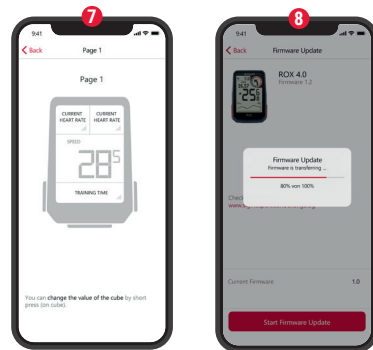 7
9:41
Back
Page 1
Page 1
CURRENT
HEART RATE
CURRENT
HEART RATE
SPEED
28.5
TRAINING TIME
You can change the value of the cube by short
press (on cube).
8
9:41
Back
Firmware Update
ROX 4.0
Firmware 1.2
Firmware Update
Firmware is transferring ...
80% von 100%
Check
Current Firmware
1.0
Start Firmware Update